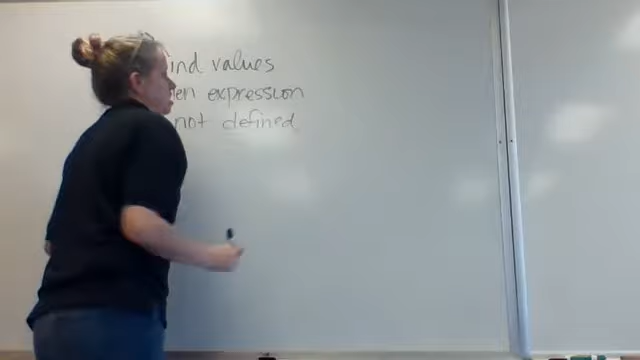 ind values
en expression
not defined